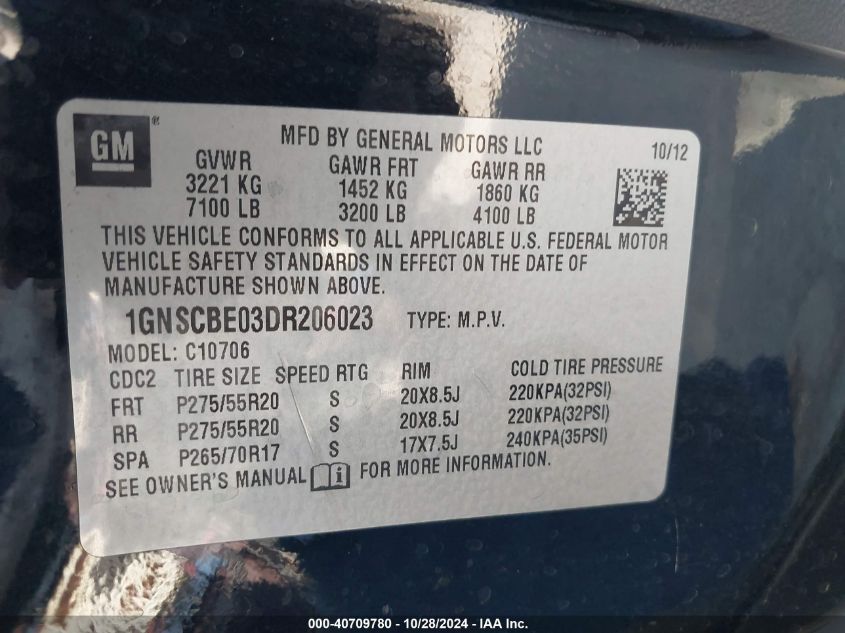 GM®
MFD BY GENERAL MOTORS LLC
10/12
GVWR GAWR FRT GAWR RR
3221 KG 1452 KG 1860 KG
7100 LB 3200 LB 4100 LB
THIS VEHICLE CONFORMS TO ALL APPLICABLE U.S. FEDERAL MOTOR
VEHICLE SAFETY STANDARDS IN EFFECT ON THE DATE OF
MANUFACTURE SHOWN ABOVE.
1GNSCBE03DR206023 TYPE: M.P.V.
MODEL: C10706
CDC2 TIRE SIZE SPEED RTG RIM COLD TIRE PRESSURE
FRT P275/55R20 S 20X8.5J 220KPA(32PSI)
RR P275/55R20 S 20X8.5J 220KPA(32PSI)
SPA P265/70R17 S 17X7.5J 240KPA(35PSI)
SEE OWNER'S MANUAL FOR MORE INFORMATION.
000-40709780 - 10/28/2024 - IAA Inc.